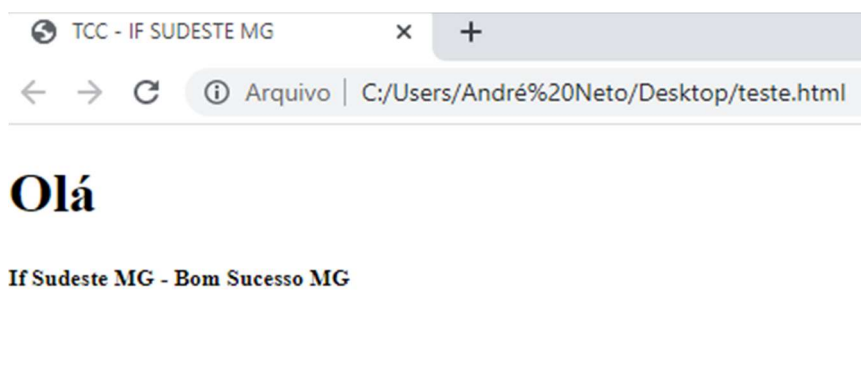 TCC - IF SUDESTE MG
Arquivo | C:/Users/André%20Neto/Desktop/teste.html
Olá
If Sudeste MG - Bom Sucesso MG